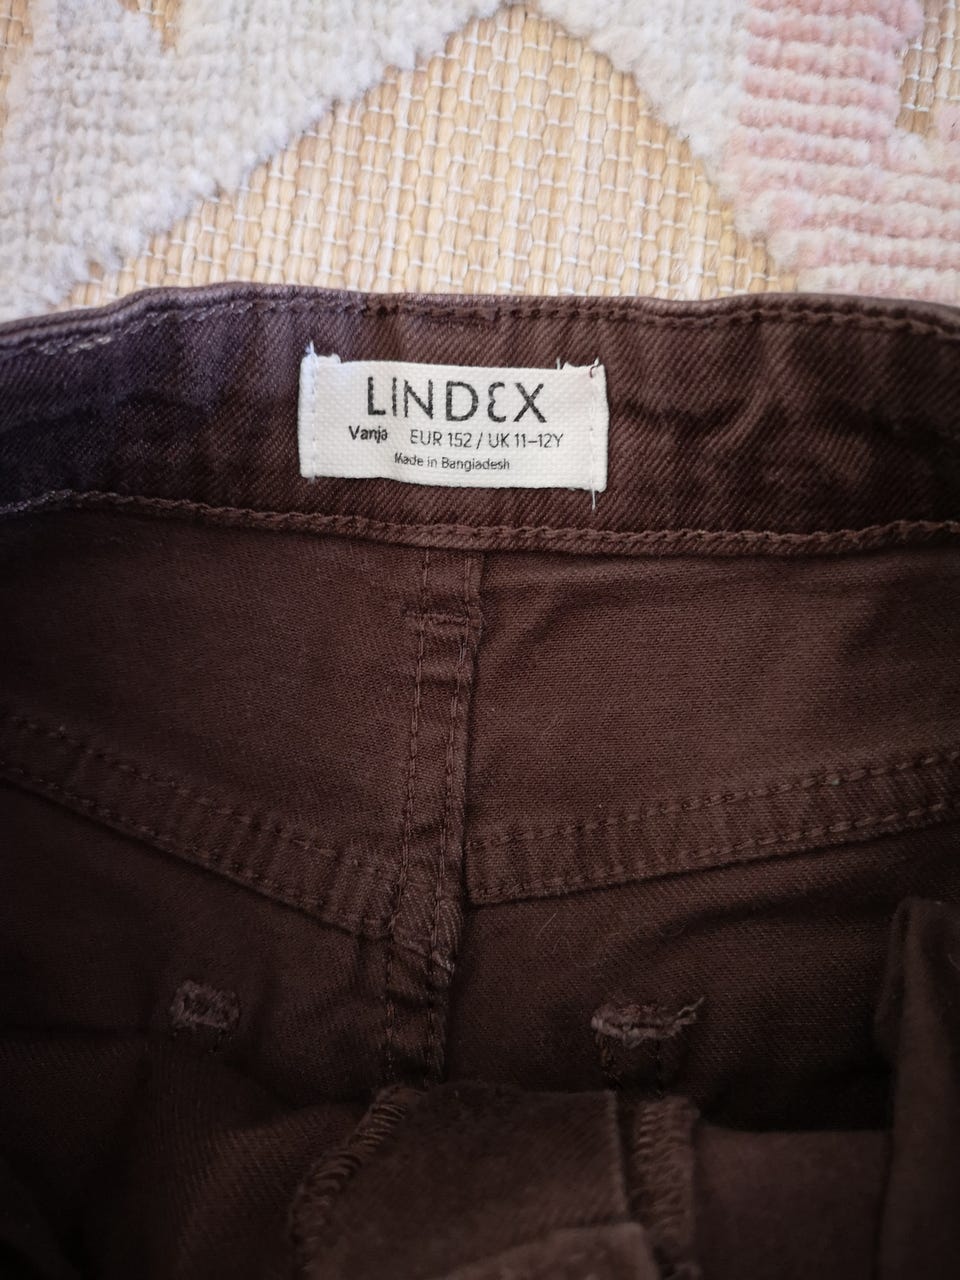 LINDEX
Vanja EUR 152 / UK 11–12Y
Made in Bangladesh